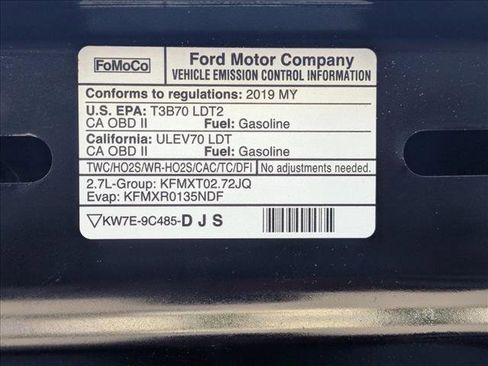 FoMoCo
Ford Motor Company
VEHICLE EMISSION CONTROL INFORMATION
Conforms to regulations: 2019 MY
U.S. EPA: T3B70 LDT2
CA OBD II Fuel: Gasoline
California: ULEV70 LDT
CA OBD II Fuel: Gasoline
TWC/HO2S/WR-HO2S/CAC/TC/DFI No adjustments needed.
2.7L-Group: KFMXT02.72JQ
Evap: KFMXR0135NDF
KW7E-9C485-D J S